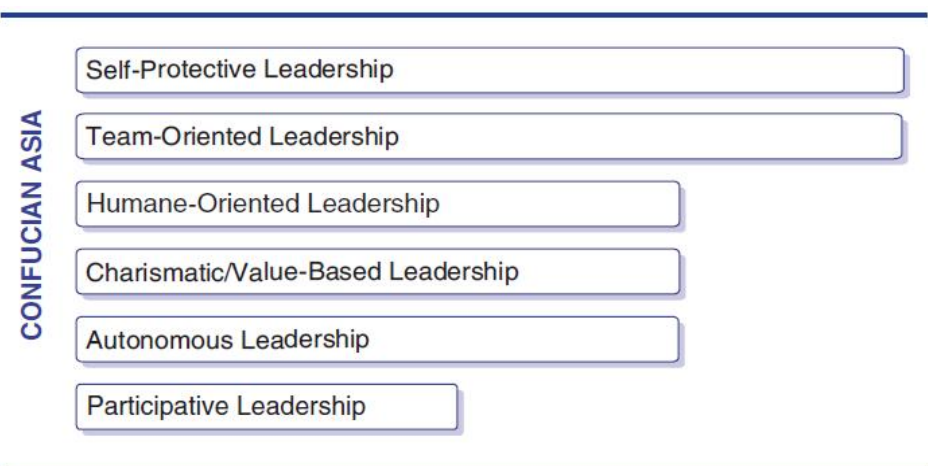 CONFUCIAN ASIA
Self-Protective Leadership
Team-Oriented Leadership
Humane-Oriented Leadership
Charismatic/Value-Based Leadership
Autonomous Leadership
Participative Leadership